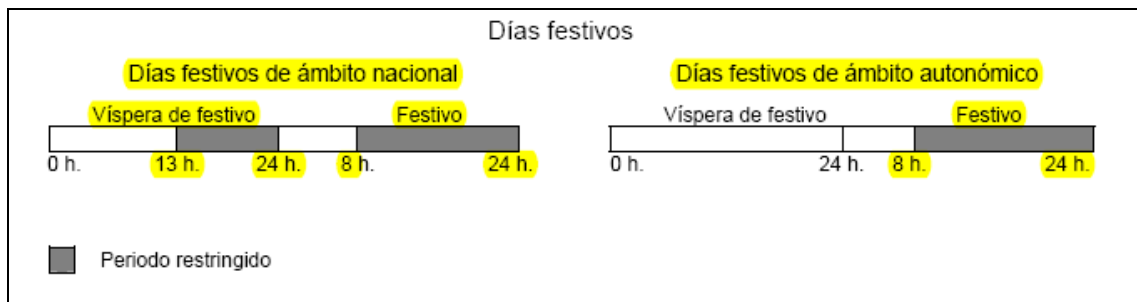 Días festivos
Días festivos de ámbito nacional
Víspera de festivo Festivo
0 h. 13 h. 24 h. 8 h. 24 h.
Días festivos de ámbito autonómico
Víspera de festivo Festivo
0 h. 24 h. 8 h. 24 h.
Periodo restringido